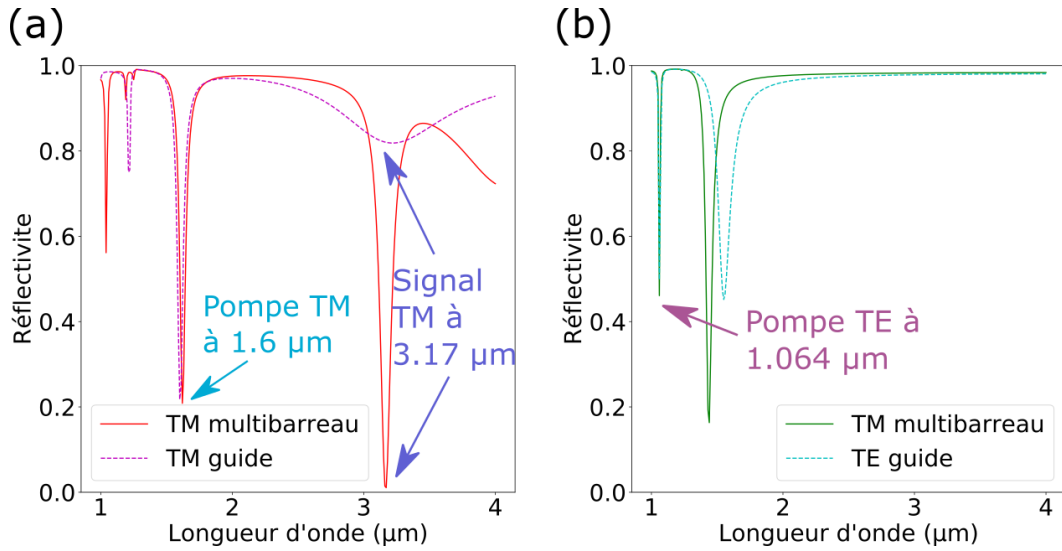 (a)
1.0
0.8
0.6
0.4
0.2
0.0
Réflectivite
Pompe TM
à 1.6 µm
Signal
TM à
3.17 µm
TM multibarreau
TM guide
1
2
3
4
Longueur d'onde (µm)
(b)
1.0
0.8
0.6
0.4
0.2
0.0
Réflectivite
Pompe TE à
1.064 µm
TM multibarreau
TE guide
1
2
3
4
Longueur d'onde (µm)